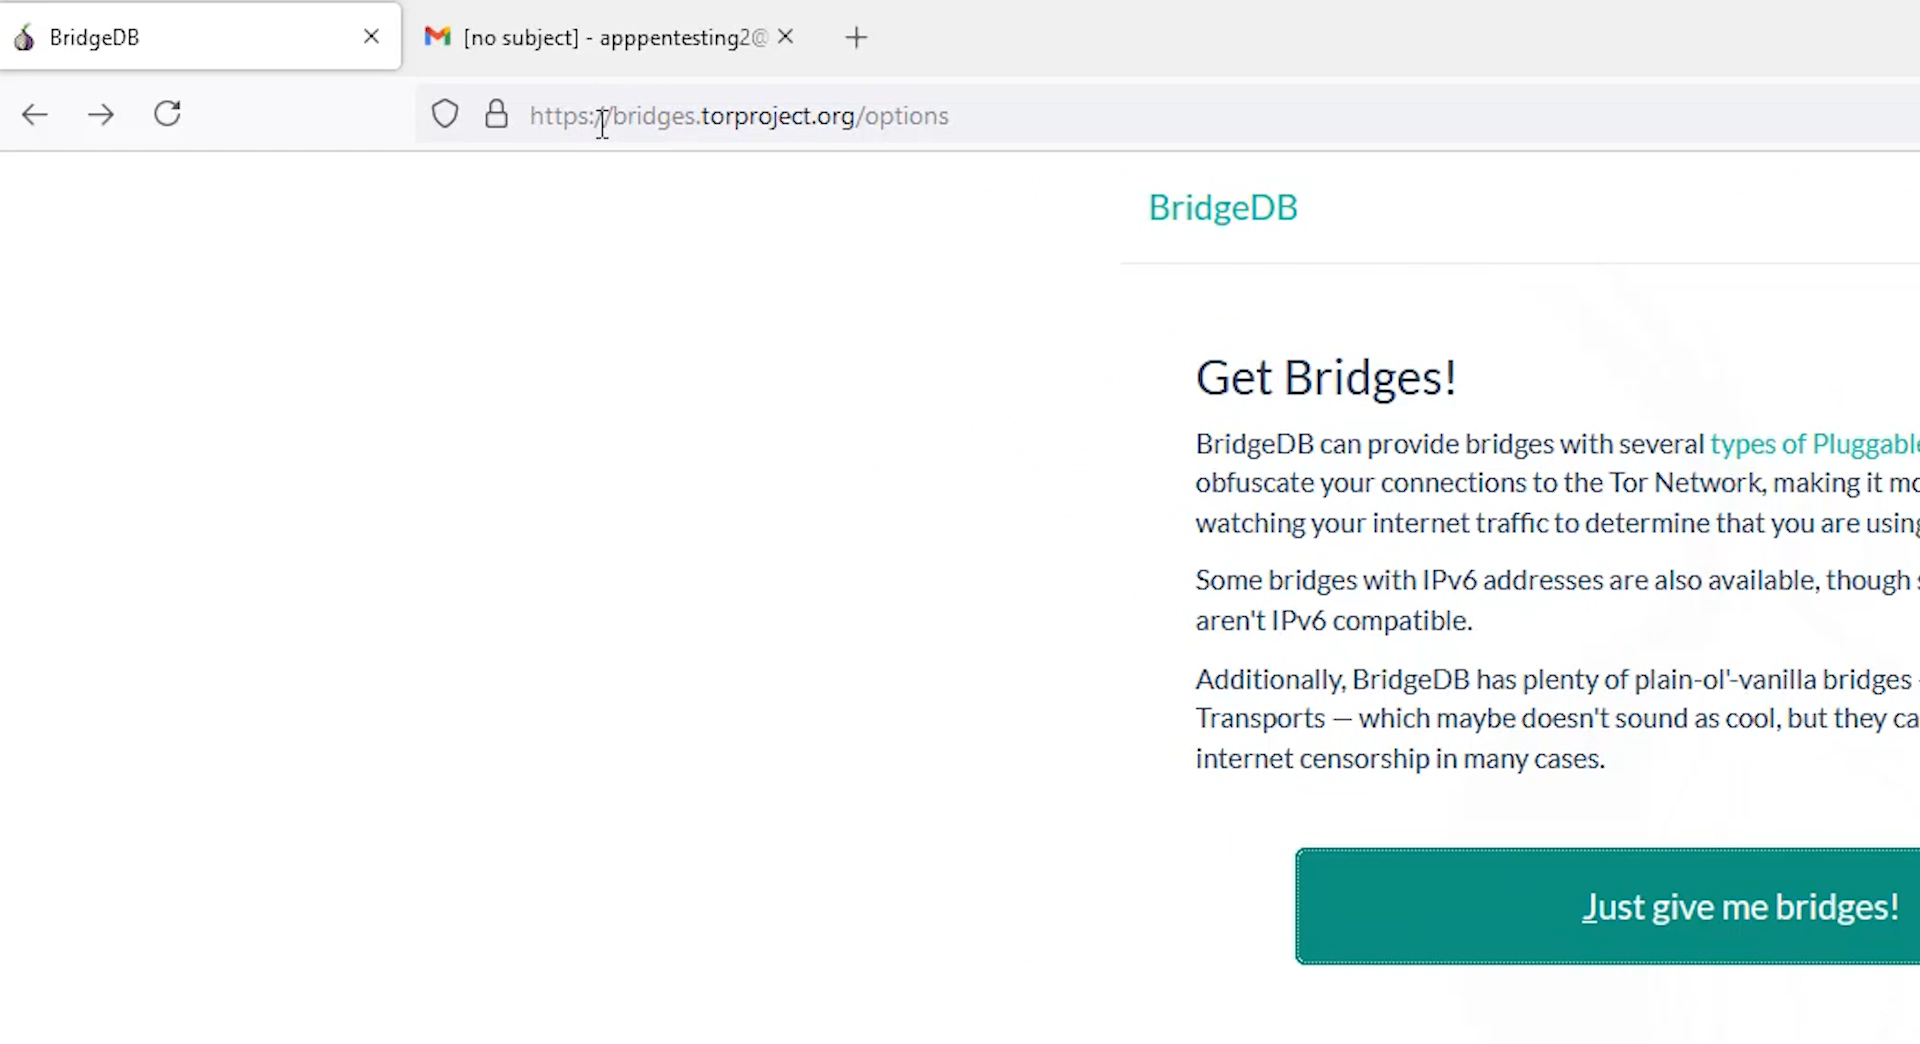 BridgeDB
[no subject] - apppentesting2@
https://bridges.torproject.org/options
BridgeDB
Get Bridges!
BridgeDB can provide bridges with several types of Pluggable
obfuscate your connections to the Tor Network, making it mo
watching your internet traffic to determine that you are using
Some bridges with IPv6 addresses are also available, though s
aren't IPv6 compatible.
Additionally, BridgeDB has plenty of plain-ol'-vanilla bridges -
Transports — which maybe doesn't sound as cool, but they ca
internet censorship in many cases.
Just give me bridges!